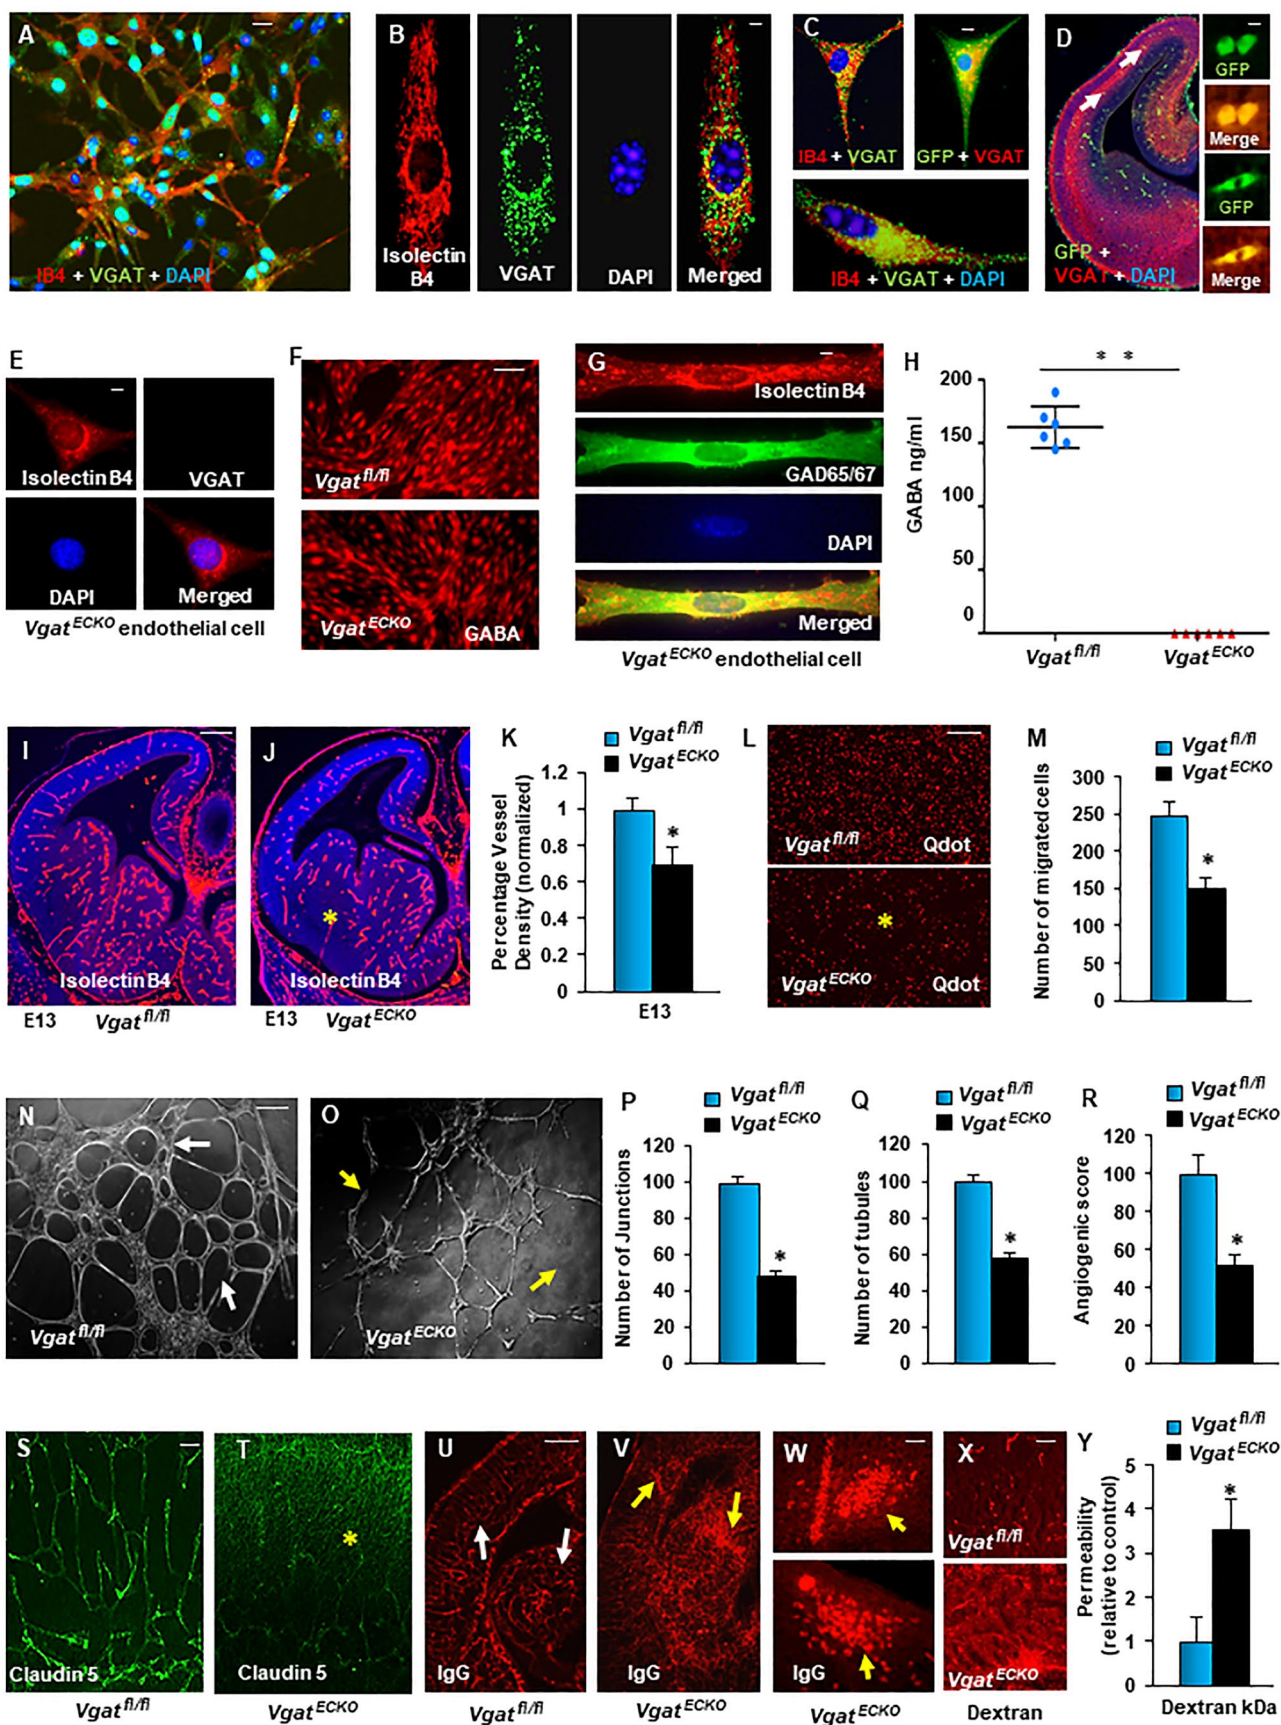 A
IB4 + VGAT + DAPI
B
Isolectin
B4
VGAT
DAPI
Merged
C
IB4 + VGAT
GFP + VGAT
IB4 + VGAT + DAPI
D
GFP +
VGAT + DAPI
GFP
Merge
GFP
Merge
E
Isolectin B4
VGAT
DAPI
Merged
Vgat ECKO endothelial cell
F
Vgat fl/fl
Vgat ECKO
GABA
G
Isolectin B4
GAD65/67
DAPI
Merged
Vgat ECKO endothelial cell
H
* *
GABA ng/ml
200
150
100
50
0
Vgat fl/fl
Vgat ECKO
I
Isolectin B4
E13 Vgat fl/fl
J
*
Isolectin B4
E13 Vgat ECKO
K
Vgat fl/fl
Vgat ECKO
Percentage Vessel
Density (normalized)
1.2
1
0.8
0.6
0.4
0.2
0
*
E13
L
Vgat fl/fl
Qdot
*
Vgat ECKO
Qdot
M
Vgat fl/fl
Vgat ECKO
Number of migrated cells
300
250
200
150
100
50
0
*
N
Vgat fl/fl
O
Vgat ECKO
P
Vgat fl/fl
Vgat ECKO
Number of Junctions
120
100
80
60
40
20
0
*
Q
Vgat fl/fl
Vgat ECKO
Number of tubules
120
100
80
60
40
20
0
*
R
Vgat fl/fl
Vgat ECKO
Angiogenic score
120
100
80
60
40
20
0
*
S
Claudin 5
Vgat fl/fl
T
*
Claudin 5
Vgat ECKO
U
IgG
Vgat fl/fl
V
IgG
Vgat ECKO
W
IgG
Vgat ECKO
X
Vgat fl/fl
Vgat ECKO
Dextran
Y
Vgat fl/fl
Vgat ECKO
Permeability
(relative to control)
5
4
3
2
1
0
*
Dextran kDa